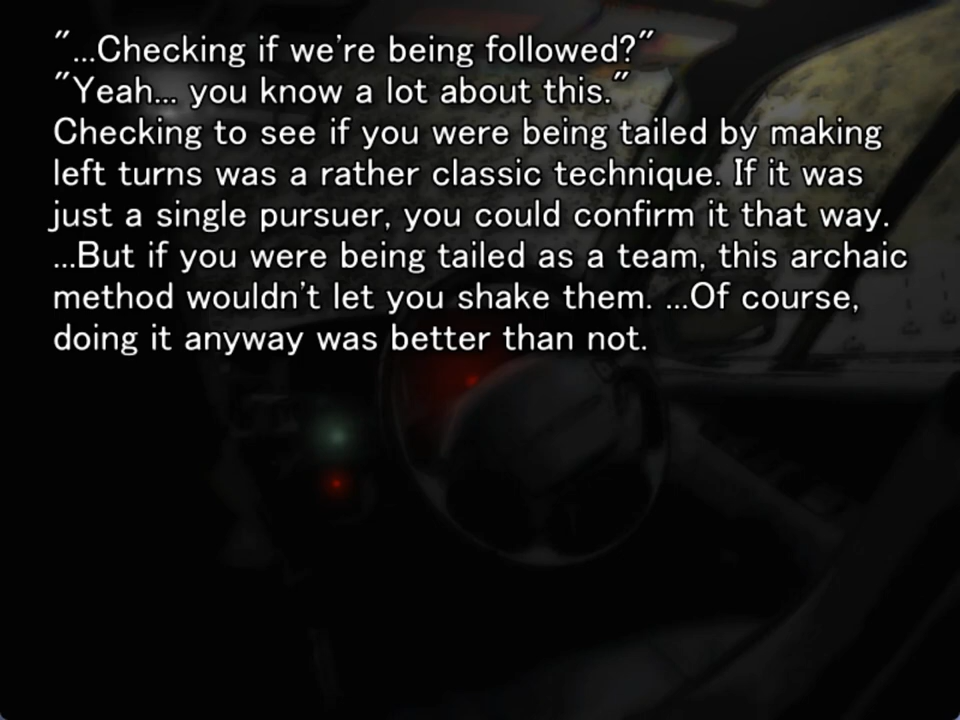 "...Checking if we're being followed?"
"Yeah... you know a lot about this."
Checking to see if you were being tailed by making
left turns was a rather classic technique. If it was
just a single pursuer, you could confirm it that way.
...But if you were being tailed as a team, this archaic
method wouldn't let you shake them. ...Of course,
doing it anyway was better than not.